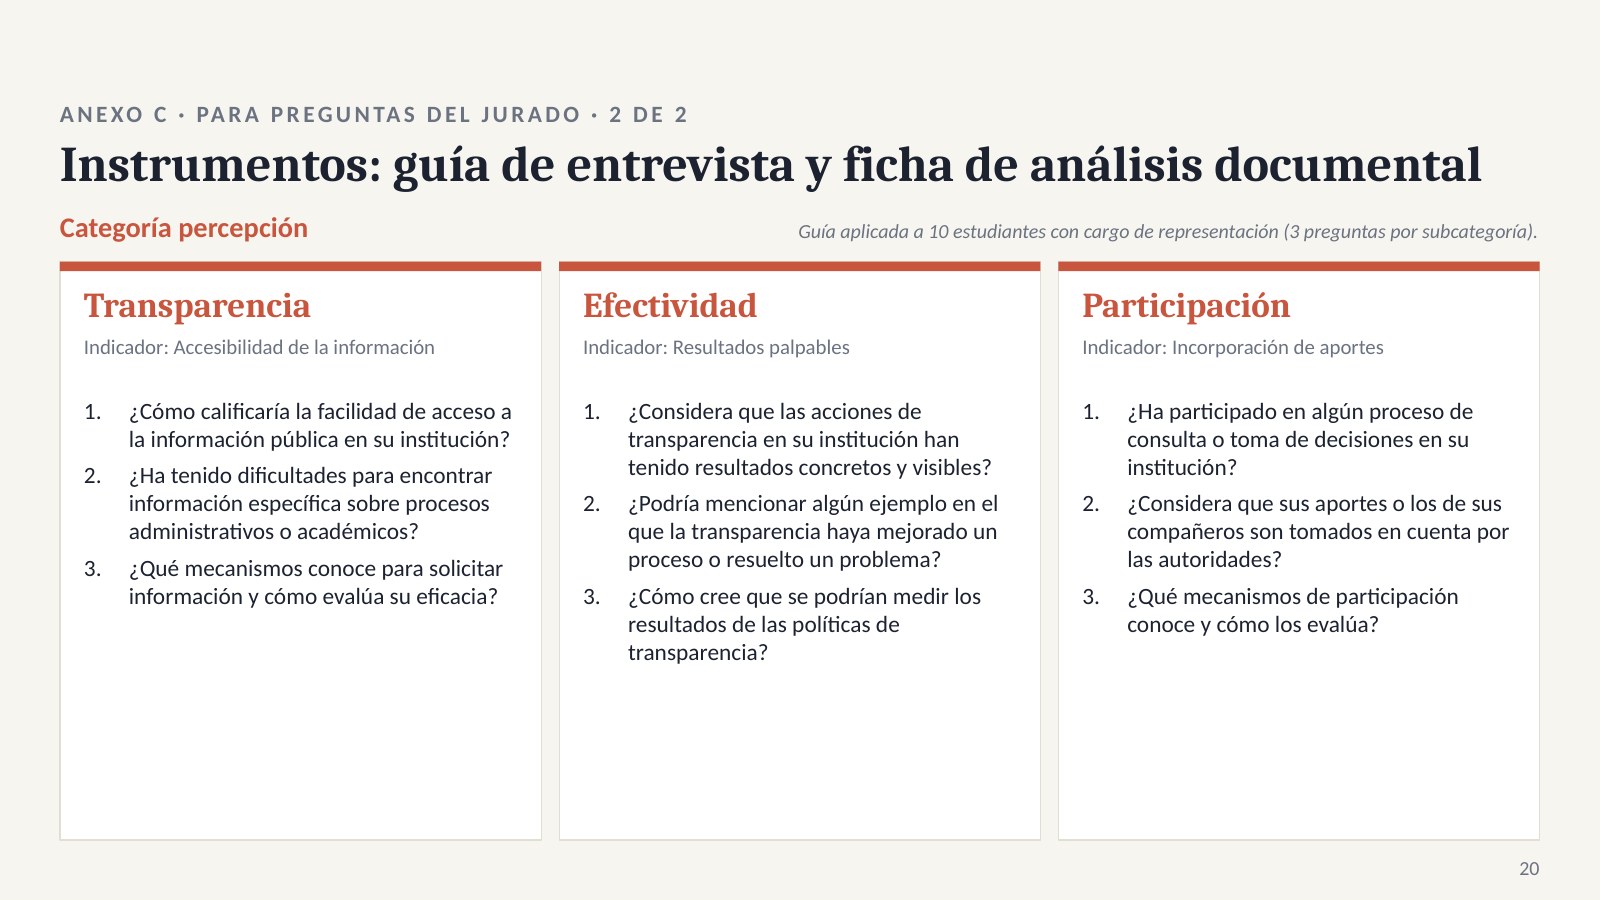 ANEXO C · PARA PREGUNTAS DEL JURADO · 2 DE 2
Instrumentos: guía de entrevista y ficha de análisis documental
Categoría percepción
Guía aplicada a 10 estudiantes con cargo de representación (3 preguntas por subcategoría).
Transparencia
Indicador: Accesibilidad de la información
1. ¿Cómo calificaría la facilidad de acceso a
la información pública en su institución?
2. ¿Ha tenido dificultades para encontrar
información específica sobre procesos
administrativos o académicos?
3. ¿Qué mecanismos conoce para solicitar
información y cómo evalúa su eficacia?
Efectividad
Indicador: Resultados palpables
1. ¿Considera que las acciones de
transparencia en su institución han
tenido resultados concretos y visibles?
2. ¿Podría mencionar algún ejemplo en el
que la transparencia haya mejorado un
proceso o resuelto un problema?
3. ¿Cómo cree que se podrían medir los
resultados de las políticas de
transparencia?
Participación
Indicador: Incorporación de aportes
1. ¿Ha participado en algún proceso de
consulta o toma de decisiones en su
institución?
2. ¿Considera que sus aportes o los de sus
compañeros son tomados en cuenta por
las autoridades?
3. ¿Qué mecanismos de participación
conoce y cómo los evalúa?
20